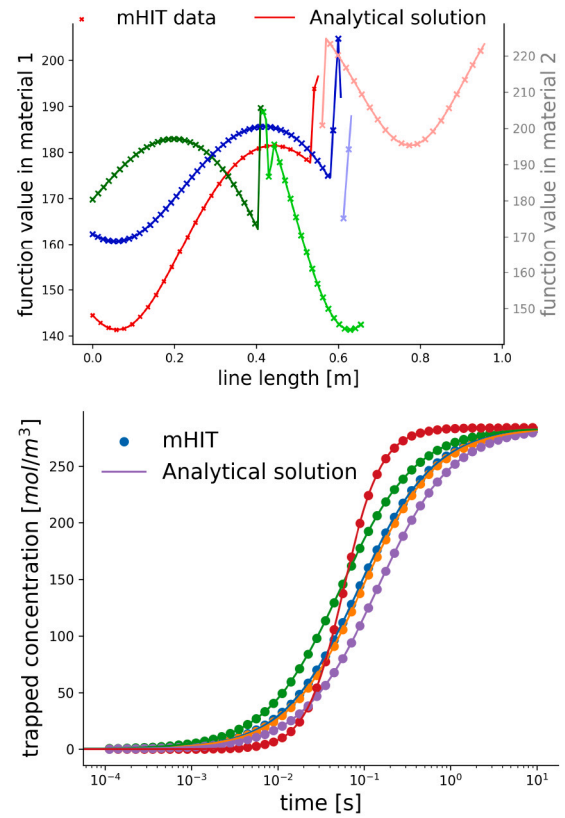 mHIT data
Analytical solution
function value in material 1
200
190
180
170
160
150
140
220
210
200
190
180
170
160
150
function value in material 2
0.0 0.2 0.4 0.6 0.8 1.0
line length [m]
mHIT
Analytical solution
trapped concentration [mol/m³]
250
200
150
100
50
0
10⁻⁴ 10⁻³ 10⁻² 10⁻¹ 10⁰ 10¹
time [s]